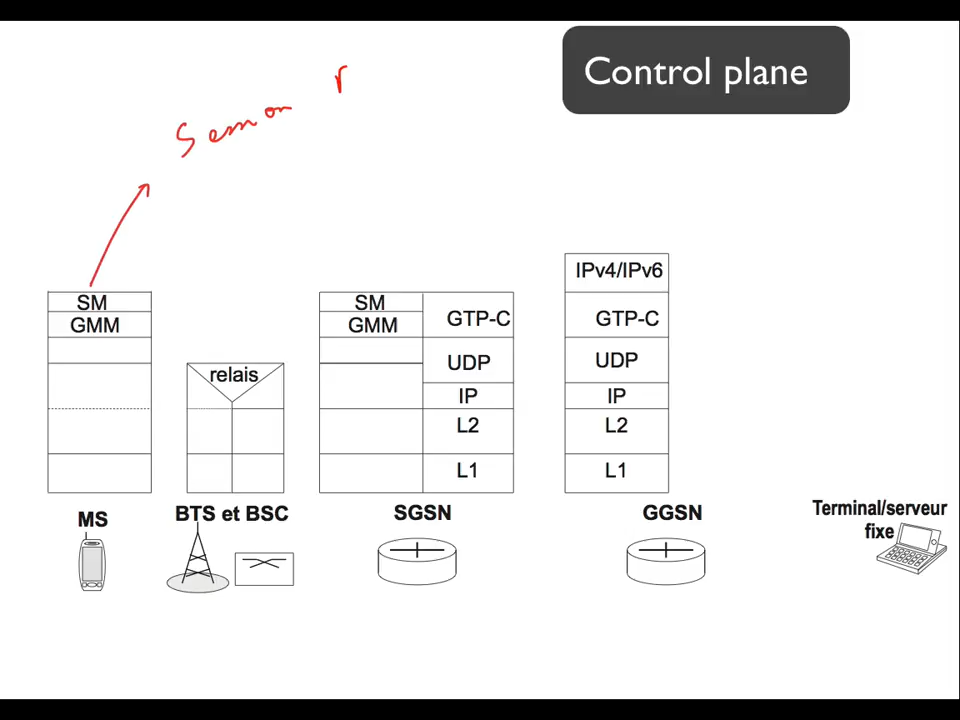 Control plane
Session
IPv4/IPv6
SM
SM
GMM
GMM
GTP-C
GTP-C
relais
UDP
UDP
IP
IP
L2
L2
L1
L1
MS
BTS et BSC
SGSN
GGSN
Terminal/serveur
fixe